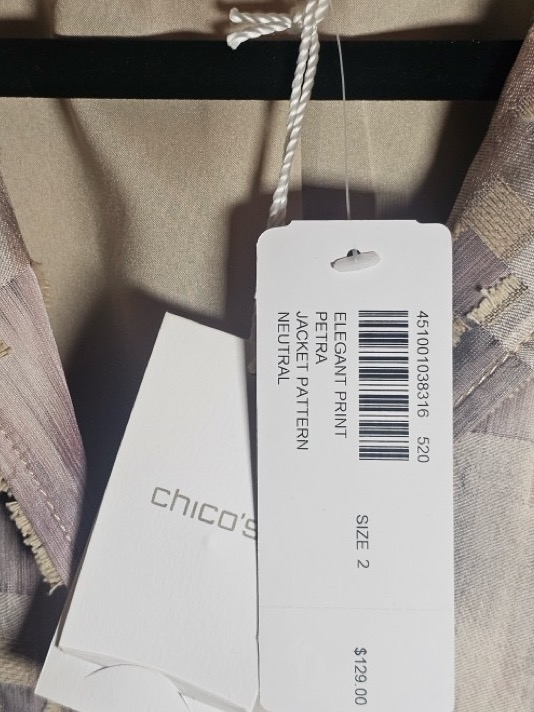 451001038316 520
ELEGANT PRINT
PETRA
JACKET PATTERN
NEUTRAL
SIZE 2
$129.00
chico's